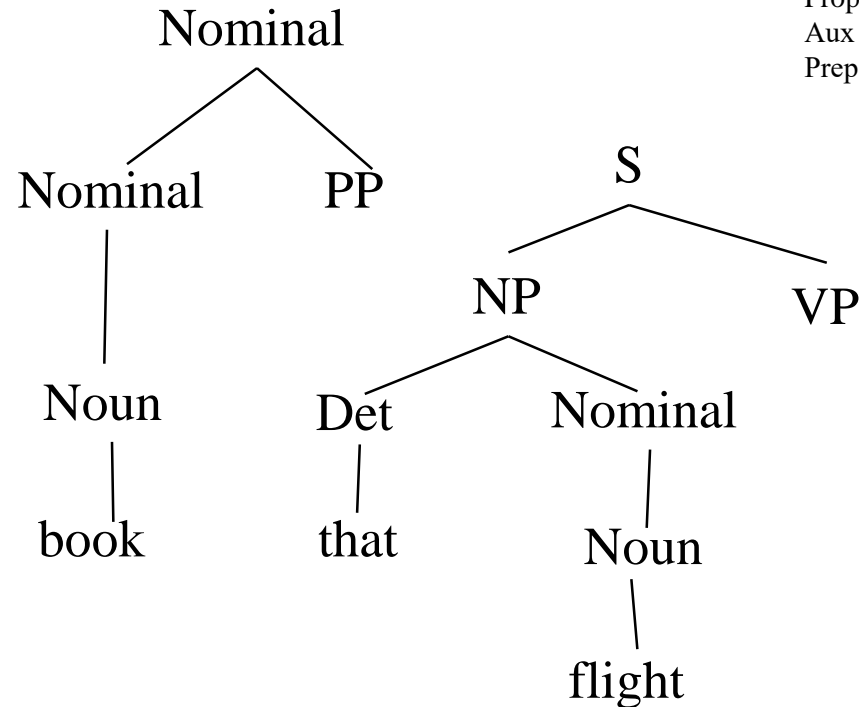 Nominal
Aux
Prep
Nominal PP
S
NP VP
Noun Det Nominal
book that Noun
flight